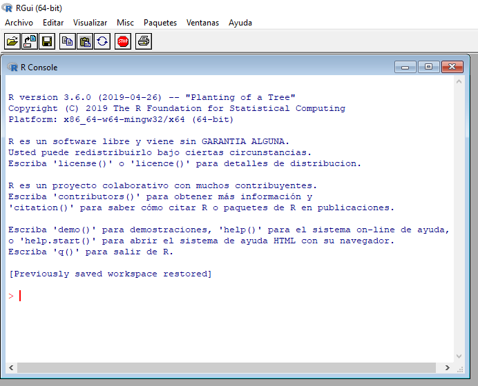 RGui (64-bit)
Archivo Editar Visualizar Misc Paquetes Ventanas Ayuda
STOP
R Console
R version 3.6.0 (2019-04-26) -- "Planting of a Tree"
Copyright (C) 2019 The R Foundation for Statistical Computing
Platform: x86_64-w64-mingw32/x64 (64-bit)
R es un software libre y viene sin GARANTIA ALGUNA.
Usted puede redistribuirlo bajo ciertas circunstancias.
Escriba 'license()' o 'licence()' para detalles de distribucion.
R es un proyecto colaborativo con muchos contribuyentes.
Escriba 'contributors()' para obtener más información y
'citation()' para saber cómo citar R o paquetes de R en publicaciones.
Escriba 'demo()' para demostraciones, 'help()' para el sistema on-line de ayuda,
o 'help.start()' para abrir el sistema de ayuda HTML con su navegador.
Escriba 'q()' para salir de R.
[Previously saved workspace restored]
>